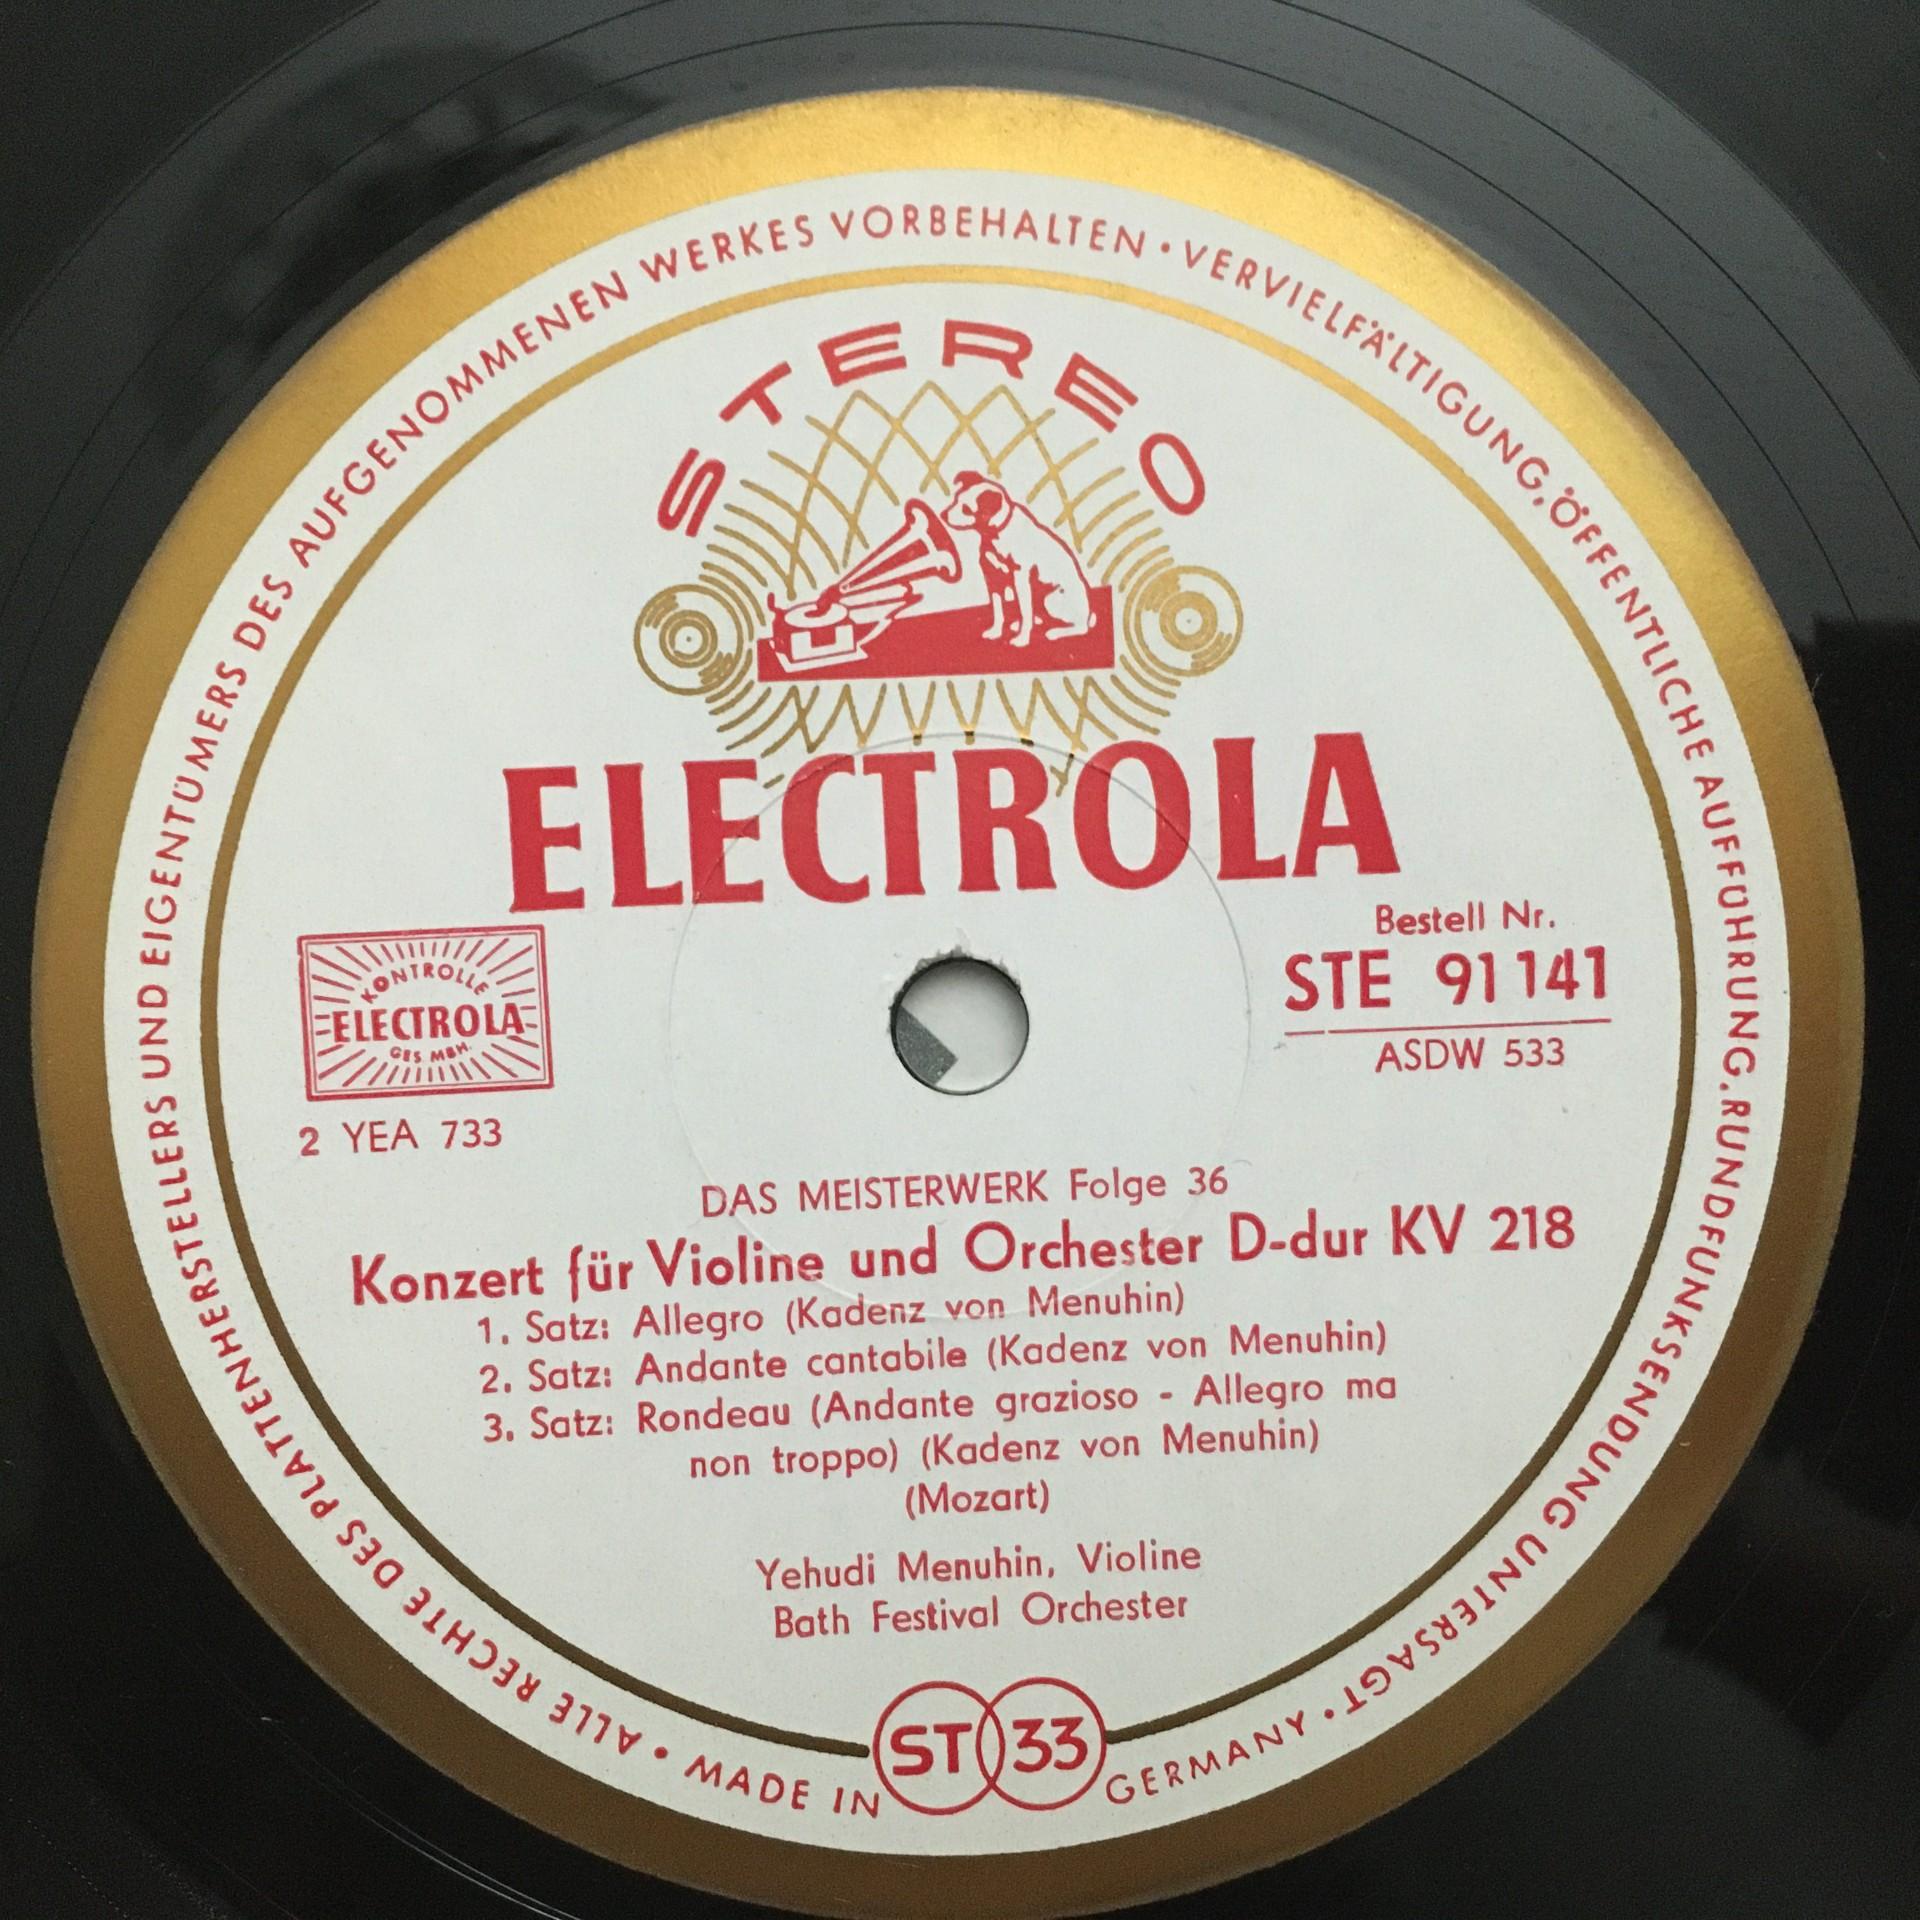 ALLE RECHTE DES PLATTENHERSTELLERS UND EIGENTÜMERS DES AUFGENOMMENEN WERKES VORBEHALTEN • VERVIELFÄLTIGUNG, ÖFFENTLICHE AUFFÜHRUNG, RUNDFUNKSENDUNG UNTERSAGT •
STEREO
ELECTROLA
Bestell Nr.
STE 91 141
ASDW 533
KONTROLLE
ELECTROLA
GES. MBH.
2 YEA 733
DAS MEISTERWERK Folge 36
Konzert für Violine und Orchester D-dur KV 218
1. Satz: Allegro (Kadenz von Menuhin)
2. Satz: Andante cantabile (Kadenz von Menuhin)
3. Satz: Rondeau (Andante grazioso - Allegro ma
non troppo) (Kadenz von Menuhin)
(Mozart)
Yehudi Menuhin, Violine
Bath Festival Orchester
ST 33
• MADE IN GERMANY